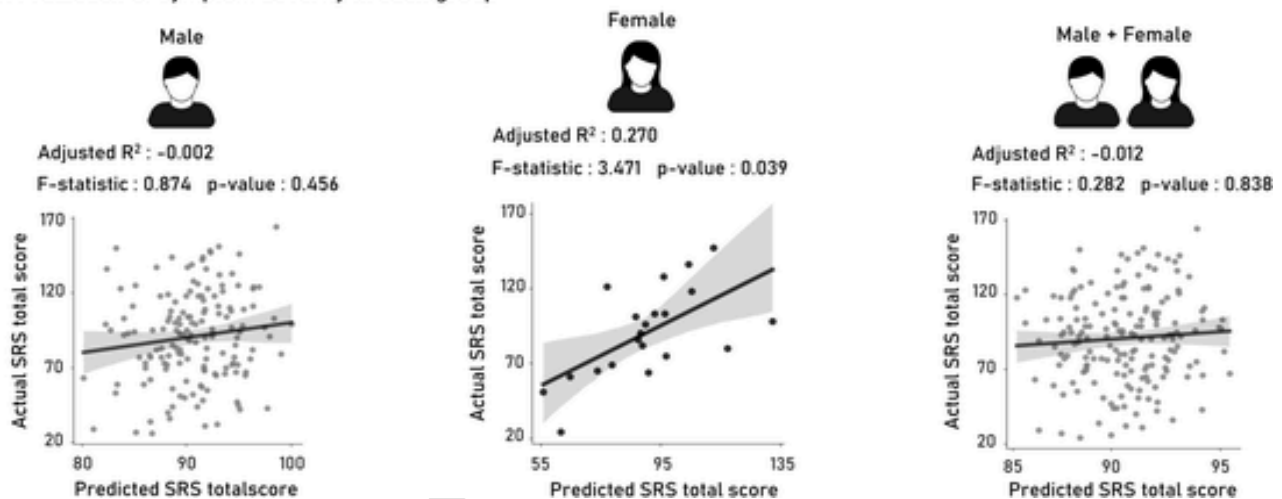 Male
Adjusted R² : -0.002
F-statistic : 0.874 p-value : 0.456
170
120
70
20
80
90
100
Actual SRS total score
Predicted SRS totalscore
Female
Adjusted R² : 0.270
F-statistic : 3.471 p-value : 0.039
170
120
70
20
55
95
135
Actual SRS total score
Predicted SRS total score
Male + Female
Adjusted R² : -0.012
F-statistic : 0.282 p-value : 0.838
170
120
70
20
85
90
95
Actual SRS total score
Predicted SRS total score